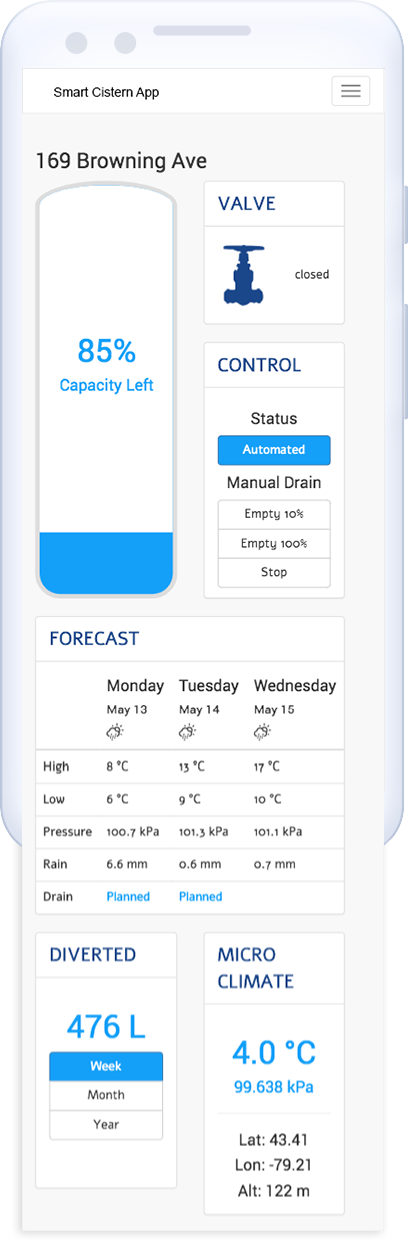 Smart Cistern App
169 Browning Ave
85%
Capacity Left
VALVE
closed
CONTROL
Status
Automated
Manual Drain
Empty 10%
Empty 100%
Stop
FORECAST
Monday Tuesday Wednesday
May 13 May 14 May 15
High 8 °C 13 °C 17 °C
Low 6 °C 9 °C 10 °C
Pressure 100.7 kPa 101.3 kPa 101.1 kPa
Rain 6.6 mm 0.6 mm 0.7 mm
Drain Planned Planned
DIVERTED
476 L
Week
Month
Year
MICRO
CLIMATE
4.0 °C
99.638 kPa
Lat: 43.41
Lon: -79.21
Alt: 122 m